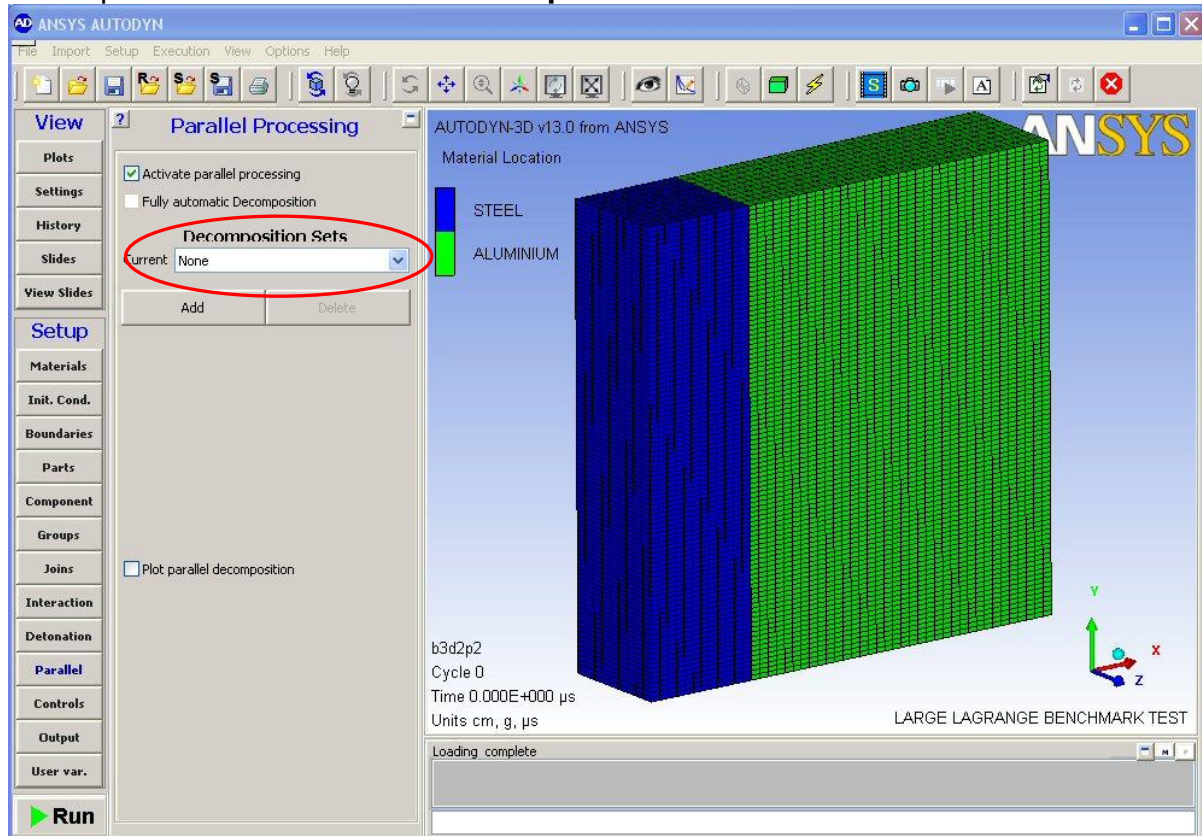 ANSYS AUTODYN
File Import Setup Execution View Options Help
View
Plots
Settings
History
Slides
View Slides
Setup
Materials
Init. Cond.
Boundaries
Parts
Component
Groups
Joins
Interaction
Detonation
Parallel
Controls
Output
User var.
Run
? Parallel Processing
Activate parallel processing
Fully automatic Decomposition
Decomposition Sets
Current None
Add Delete
Plot parallel decomposition
AUTODYN-3D v13.0 from ANSYS
Material Location
STEEL
ALUMINIUM
ANSYS
Y
X
Z
b3d2p2
Cycle 0
Time 0.000E+000 µs
Units cm, g, µs
LARGE LAGRANGE BENCHMARK TEST
Loading complete